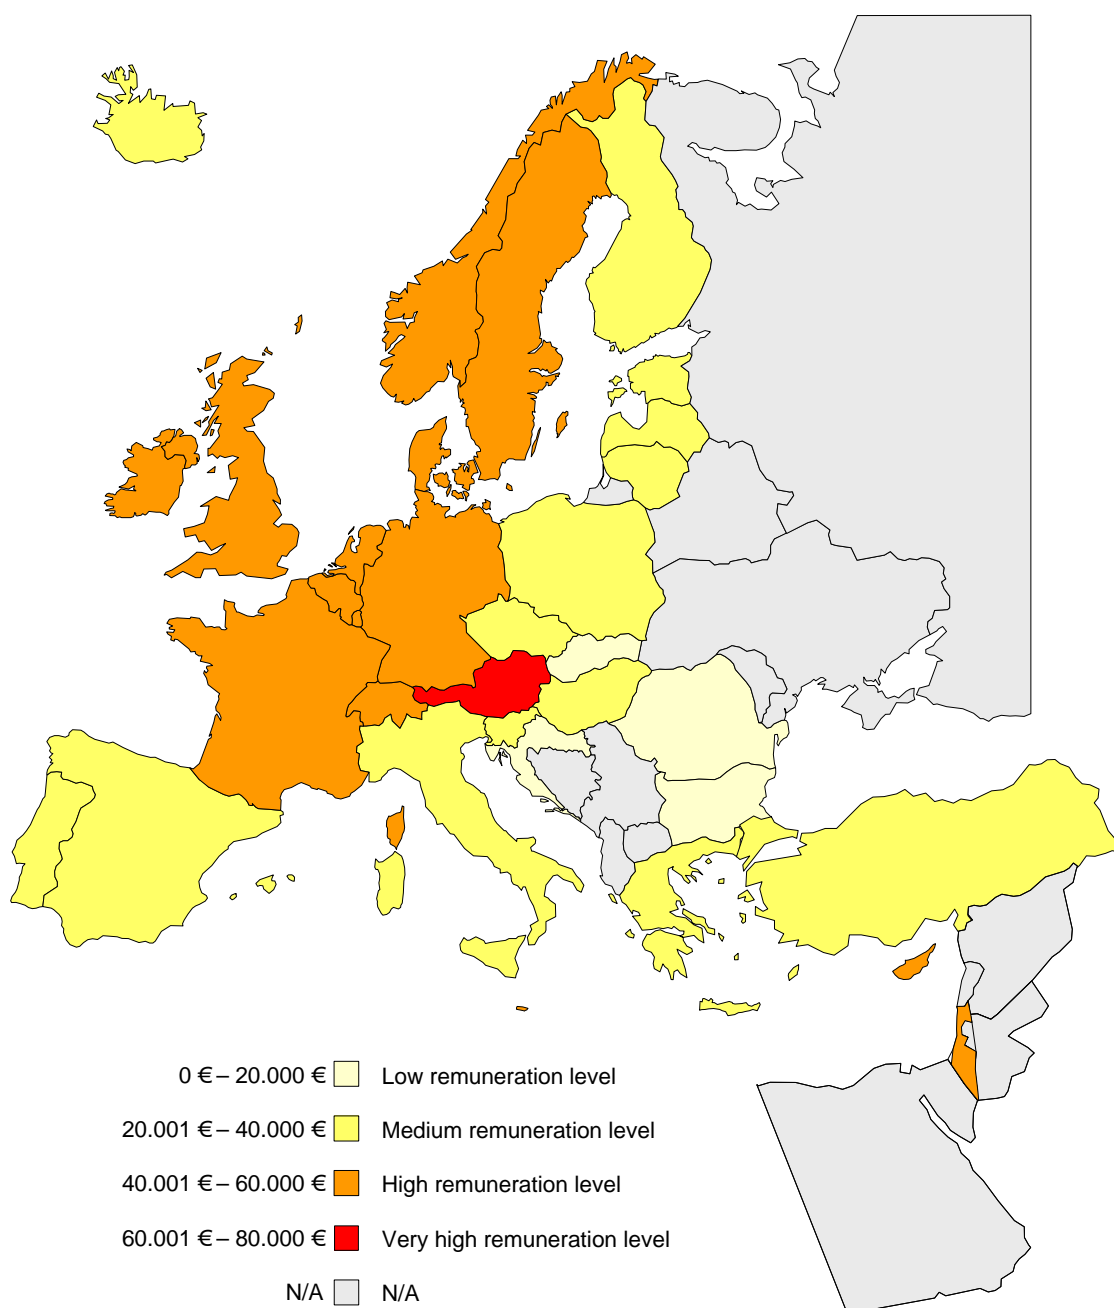 0 € – 20.000 € Low remuneration level
20.001 € – 40.000 € Medium remuneration level
40.001 € – 60.000 € High remuneration level
60.001 € – 80.000 € Very high remuneration level
N/A N/A